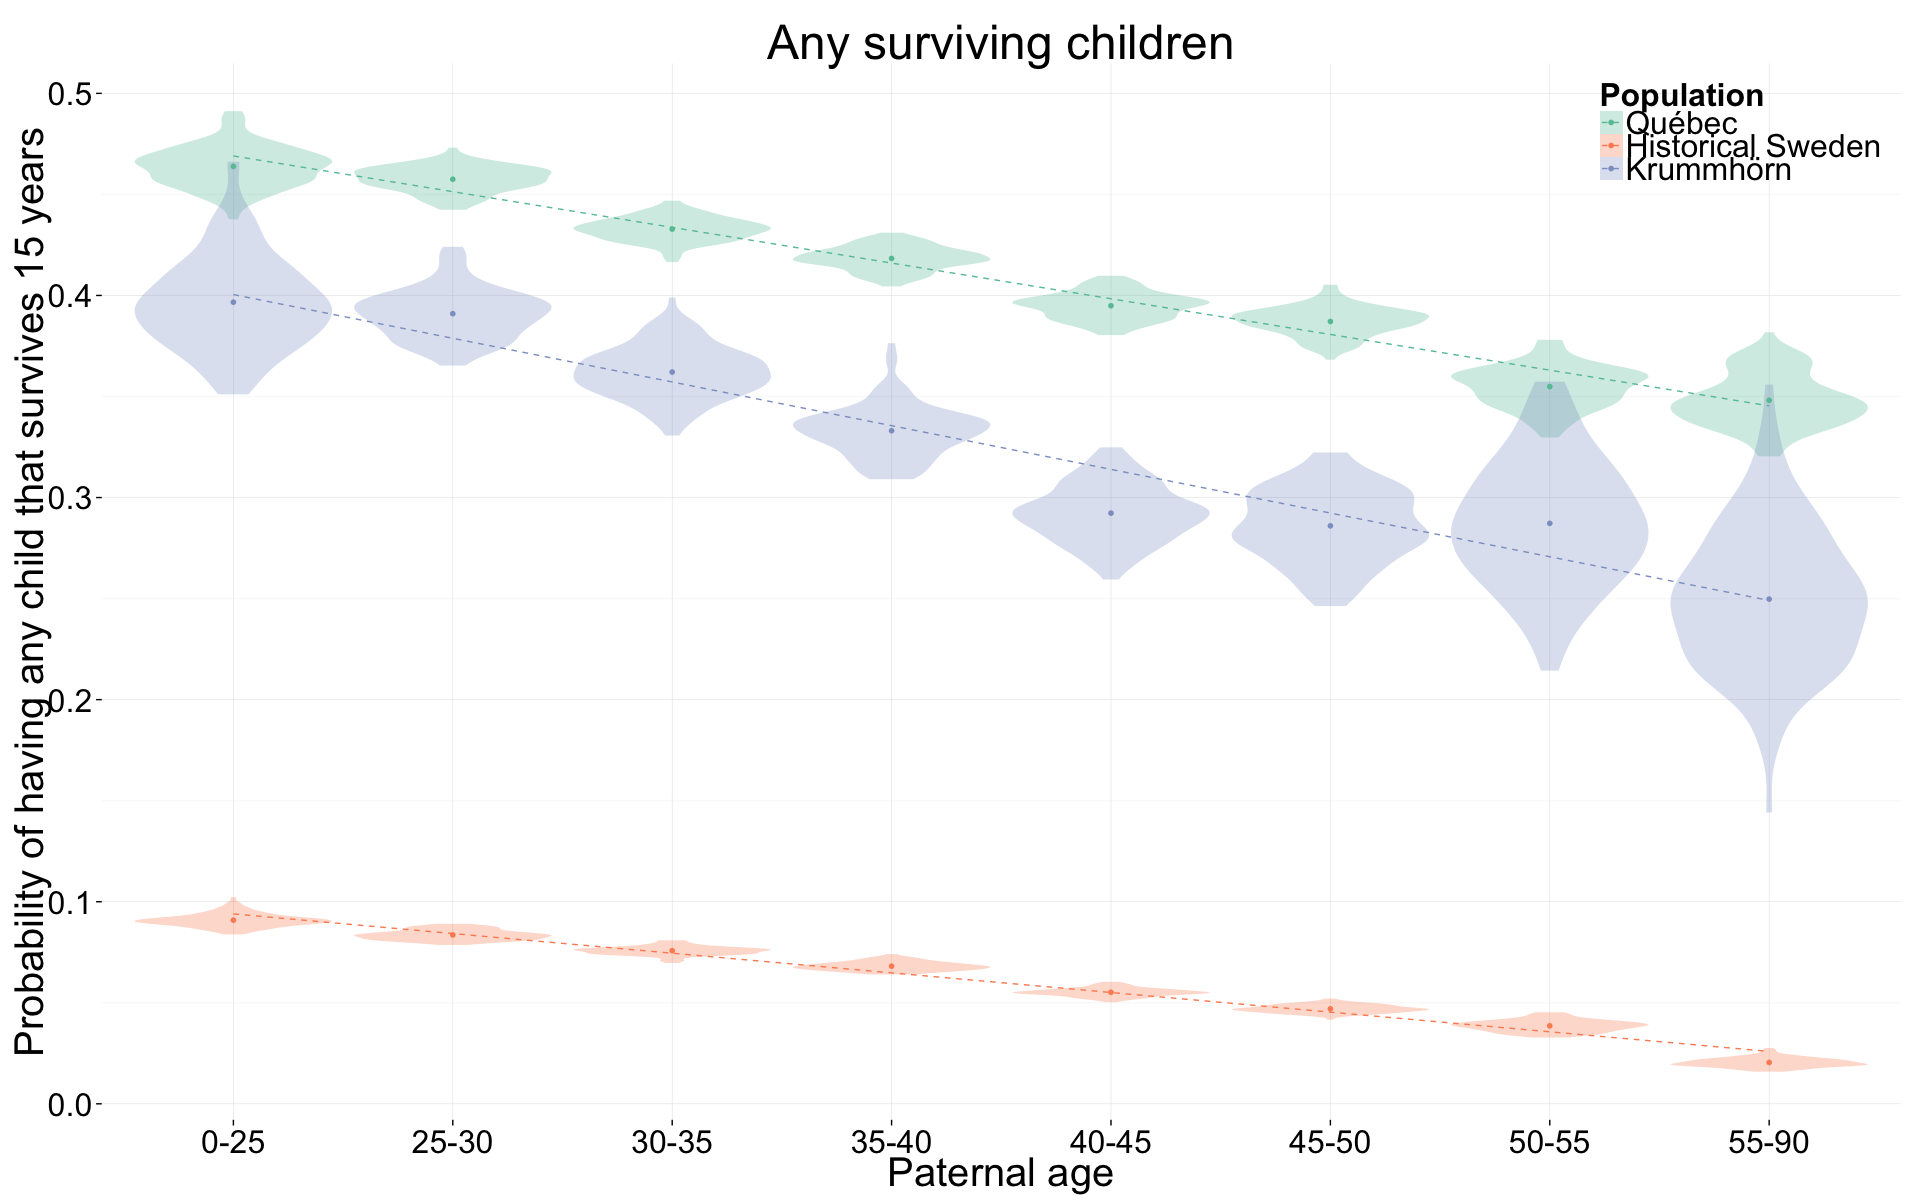 Any surviving children
Probability of having any child that survives 15 years
0.5
0.4
0.3
0.2
0.1
0.0
Population
Québec
Historical Sweden
Krummhörn
0-25 25-30 30-35 35-40 40-45 45-50 50-55 55-90
Paternal age